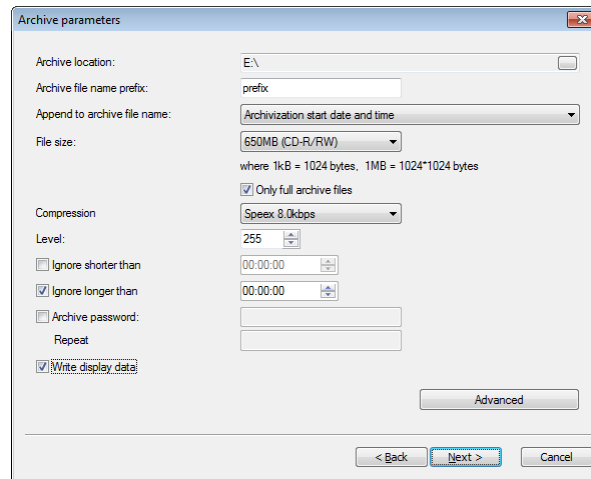 Archive parameters
Archive location: E:\
Archive file name prefix: prefix
Append to archive file name: Archivization start date and time
File size: 650MB (CD-R/RW)
where 1kB = 1024 bytes, 1MB = 1024*1024 bytes
Only full archive files
Compression Speex 8.0kbps
Level: 255
Ignore shorter than 00:00:00
Ignore longer than 00:00:00
Archive password:
Repeat
Write display data
Advanced
< Back Next > Cancel